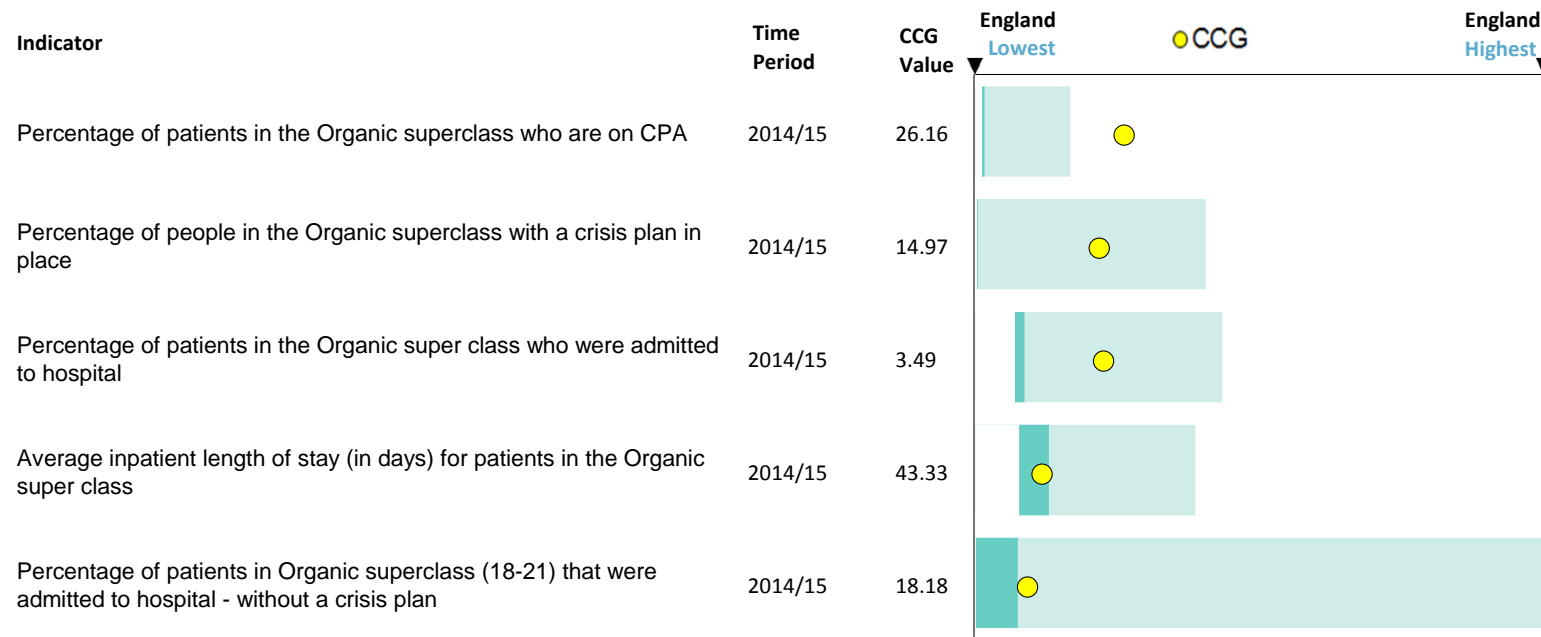 Indicator
Time
Period
CCG
Value
England
Lowest
CCG
England
Highest
Percentage of patients in the Organic superclass who are on CPA 2014/15 26.16
Percentage of people in the Organic superclass with a crisis plan in
place
2014/15 14.97
Percentage of patients in the Organic super class who were admitted
to hospital
2014/15 3.49
Average inpatient length of stay (in days) for patients in the Organic
super class
2014/15 43.33
Percentage of patients in Organic superclass (18-21) that were
admitted to hospital - without a crisis plan
2014/15 18.18